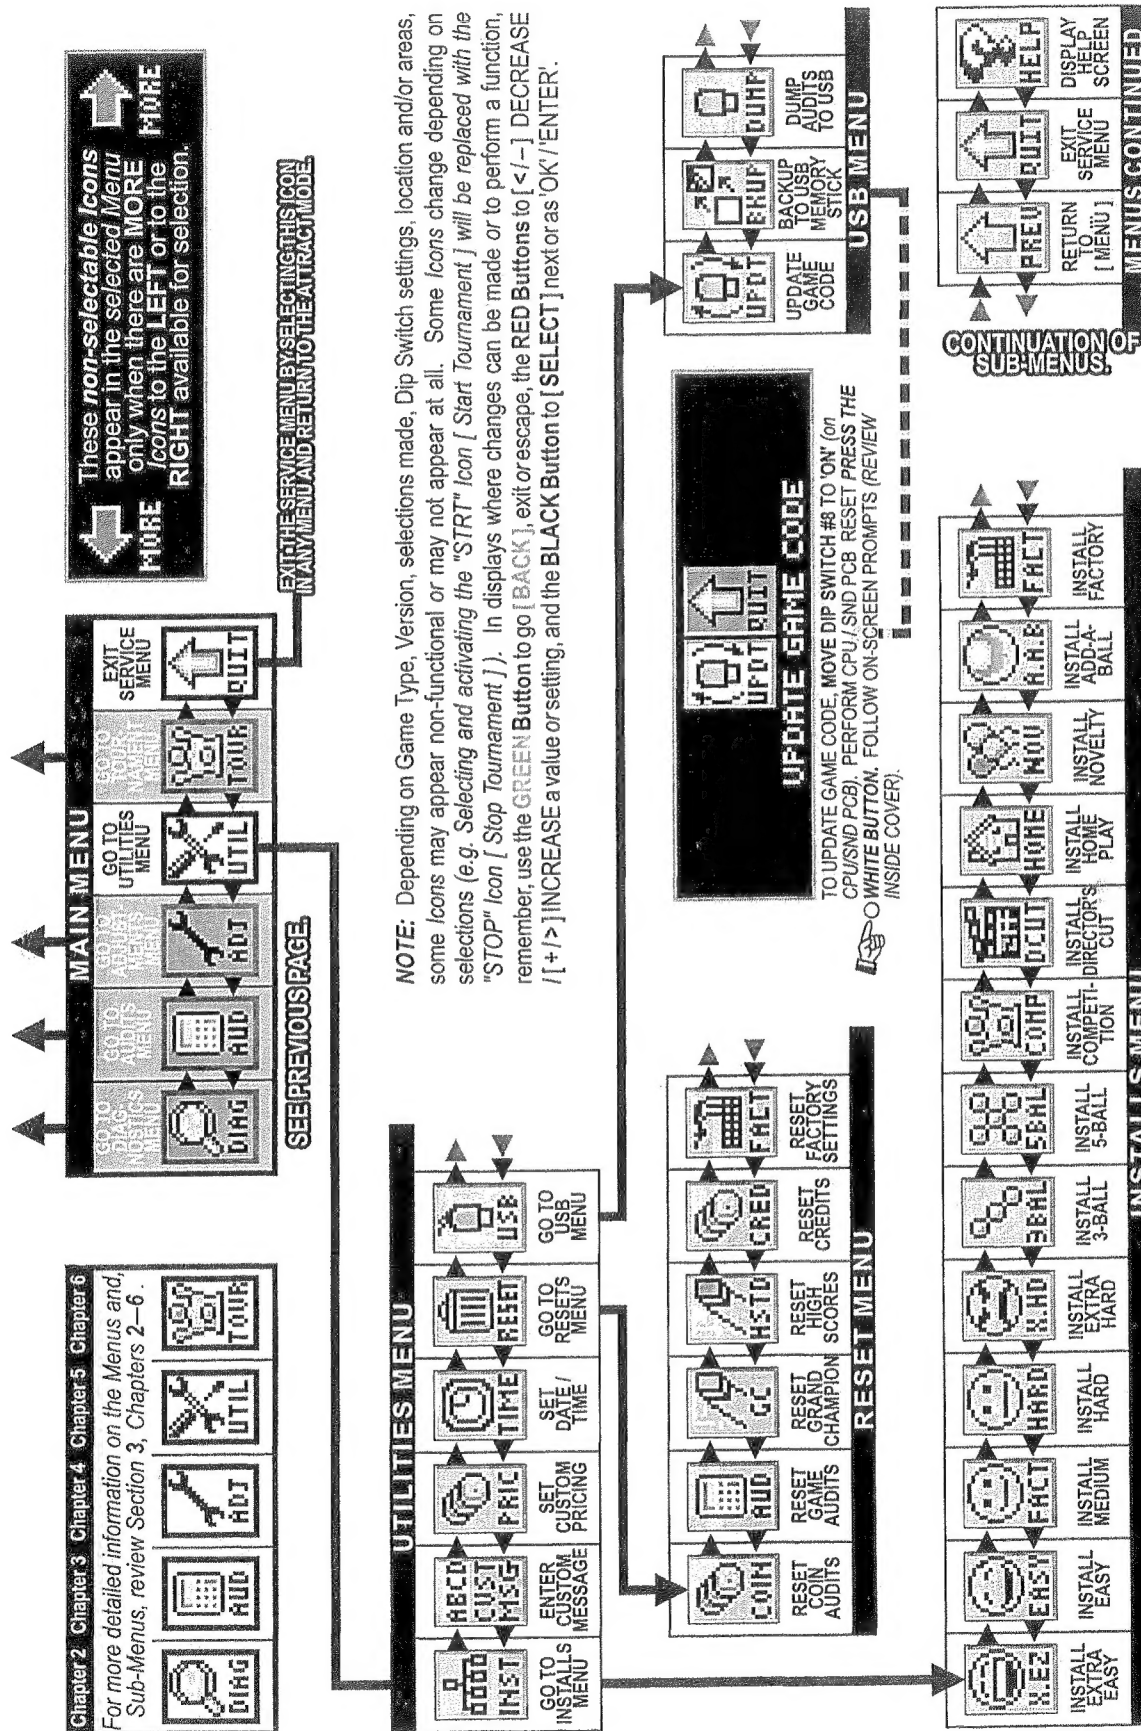 Chapter 2 Chapter 3 Chapter 4 Chapter 5 Chapter 6
For more detailed information on the Menus and,
Sub-Menus, review Section 3, Chapters 2–6.
DIAG AUD ADJ UTIL TOUR
MAIN MENU
GO TO DIAG-NOSTICS MENU
GO TO AUDITS MENU
GO TO ADJUST-MENTS MENU
GO TO UTILITIES MENU
GO TO TOUR-NAMENT MENU
EXIT SERVICE MENU
DIAG AUD ADJ UTIL TOUR QUIT
SEE PREVIOUS PAGE.
MORE
These non-selectable Icons
appear in the selected Menu
only when there are MORE
Icons to the LEFT or to the
RIGHT available for selection.
MORE
EXIT THE SERVICE MENU BY SELECTING THIS ICON
IN ANY MENU AND RETURN TO THE ATTRACT MODE.
NOTE: Depending on Game Type, Version, selections made, Dip Switch settings, location and/or areas,
some Icons may appear non-functional or may not appear at all. Some Icons change depending on
selections (e.g. Selecting and activating the "STRT" Icon [ Start Tournament ] will be replaced with the
"STOP" Icon [ Stop Tournament ] ). In displays where changes can be made or to perform a function,
remember, use the GREEN Button to go [ BACK ], exit or escape, the RED Buttons to [ < / – ] DECREASE
/ [ + / > ] INCREASE a value or setting, and the BLACK Button to [ SELECT ] next or as 'OK' / 'ENTER'.
UTILITIES MENU
INST
ABCD CUST MSG
PRIC
TIME
RESET
USB
GO TO INSTALLS MENU
ENTER CUSTOM MESSAGE
SET CUSTOM PRICING
SET DATE / TIME
GO TO RESETS MENU
GO TO USB MENU
COIN AUD GC HSTD CRED FACT
RESET COIN AUDITS
RESET GAME AUDITS
RESET GRAND CHAMPION
RESET HIGH SCORES
RESET CREDITS
RESET FACTORY SETTINGS
RESET MENU
UPDT QUIT
UPDATE GAME CODE
TO UPDATE GAME CODE, MOVE DIP SWITCH #8 TO 'ON' (on
CPU/SND PCB). PERFORM CPU / SND PCB RESET PRESS THE
WHITE BUTTON. FOLLOW ON-SCREEN PROMPTS (REVIEW
INSIDE COVER).
UPDT BKUP DUMP
UPDATE GAME CODE
BACKUP TO USB MEMORY STICK
DUMP AUDITS TO USB
USB MENU
X.EZ EASY FACT HARD X.HD 3BAL 5BAL COMP DCUT HOME NOV A.A.B FACT
INSTALL EXTRA EASY
INSTALL EASY
INSTALL MEDIUM
INSTALL HARD
INSTALL EXTRA HARD
INSTALL 3-BALL
INSTALL 5-BALL
INSTALL COMPETI-TION
INSTALL DIRECTOR'S CUT
INSTALL HOME PLAY
INSTALL NOVELTY
INSTALL ADD-A-BALL
INSTALL FACTORY
INSTALLS MENU
CONTINUATION OF
SUB-MENUS.
PREV QUIT HELP
RETURN TO [ MENU ]
EXIT SERVICE MENU
DISPLAY HELP SCREEN
MENUS CONTINUED